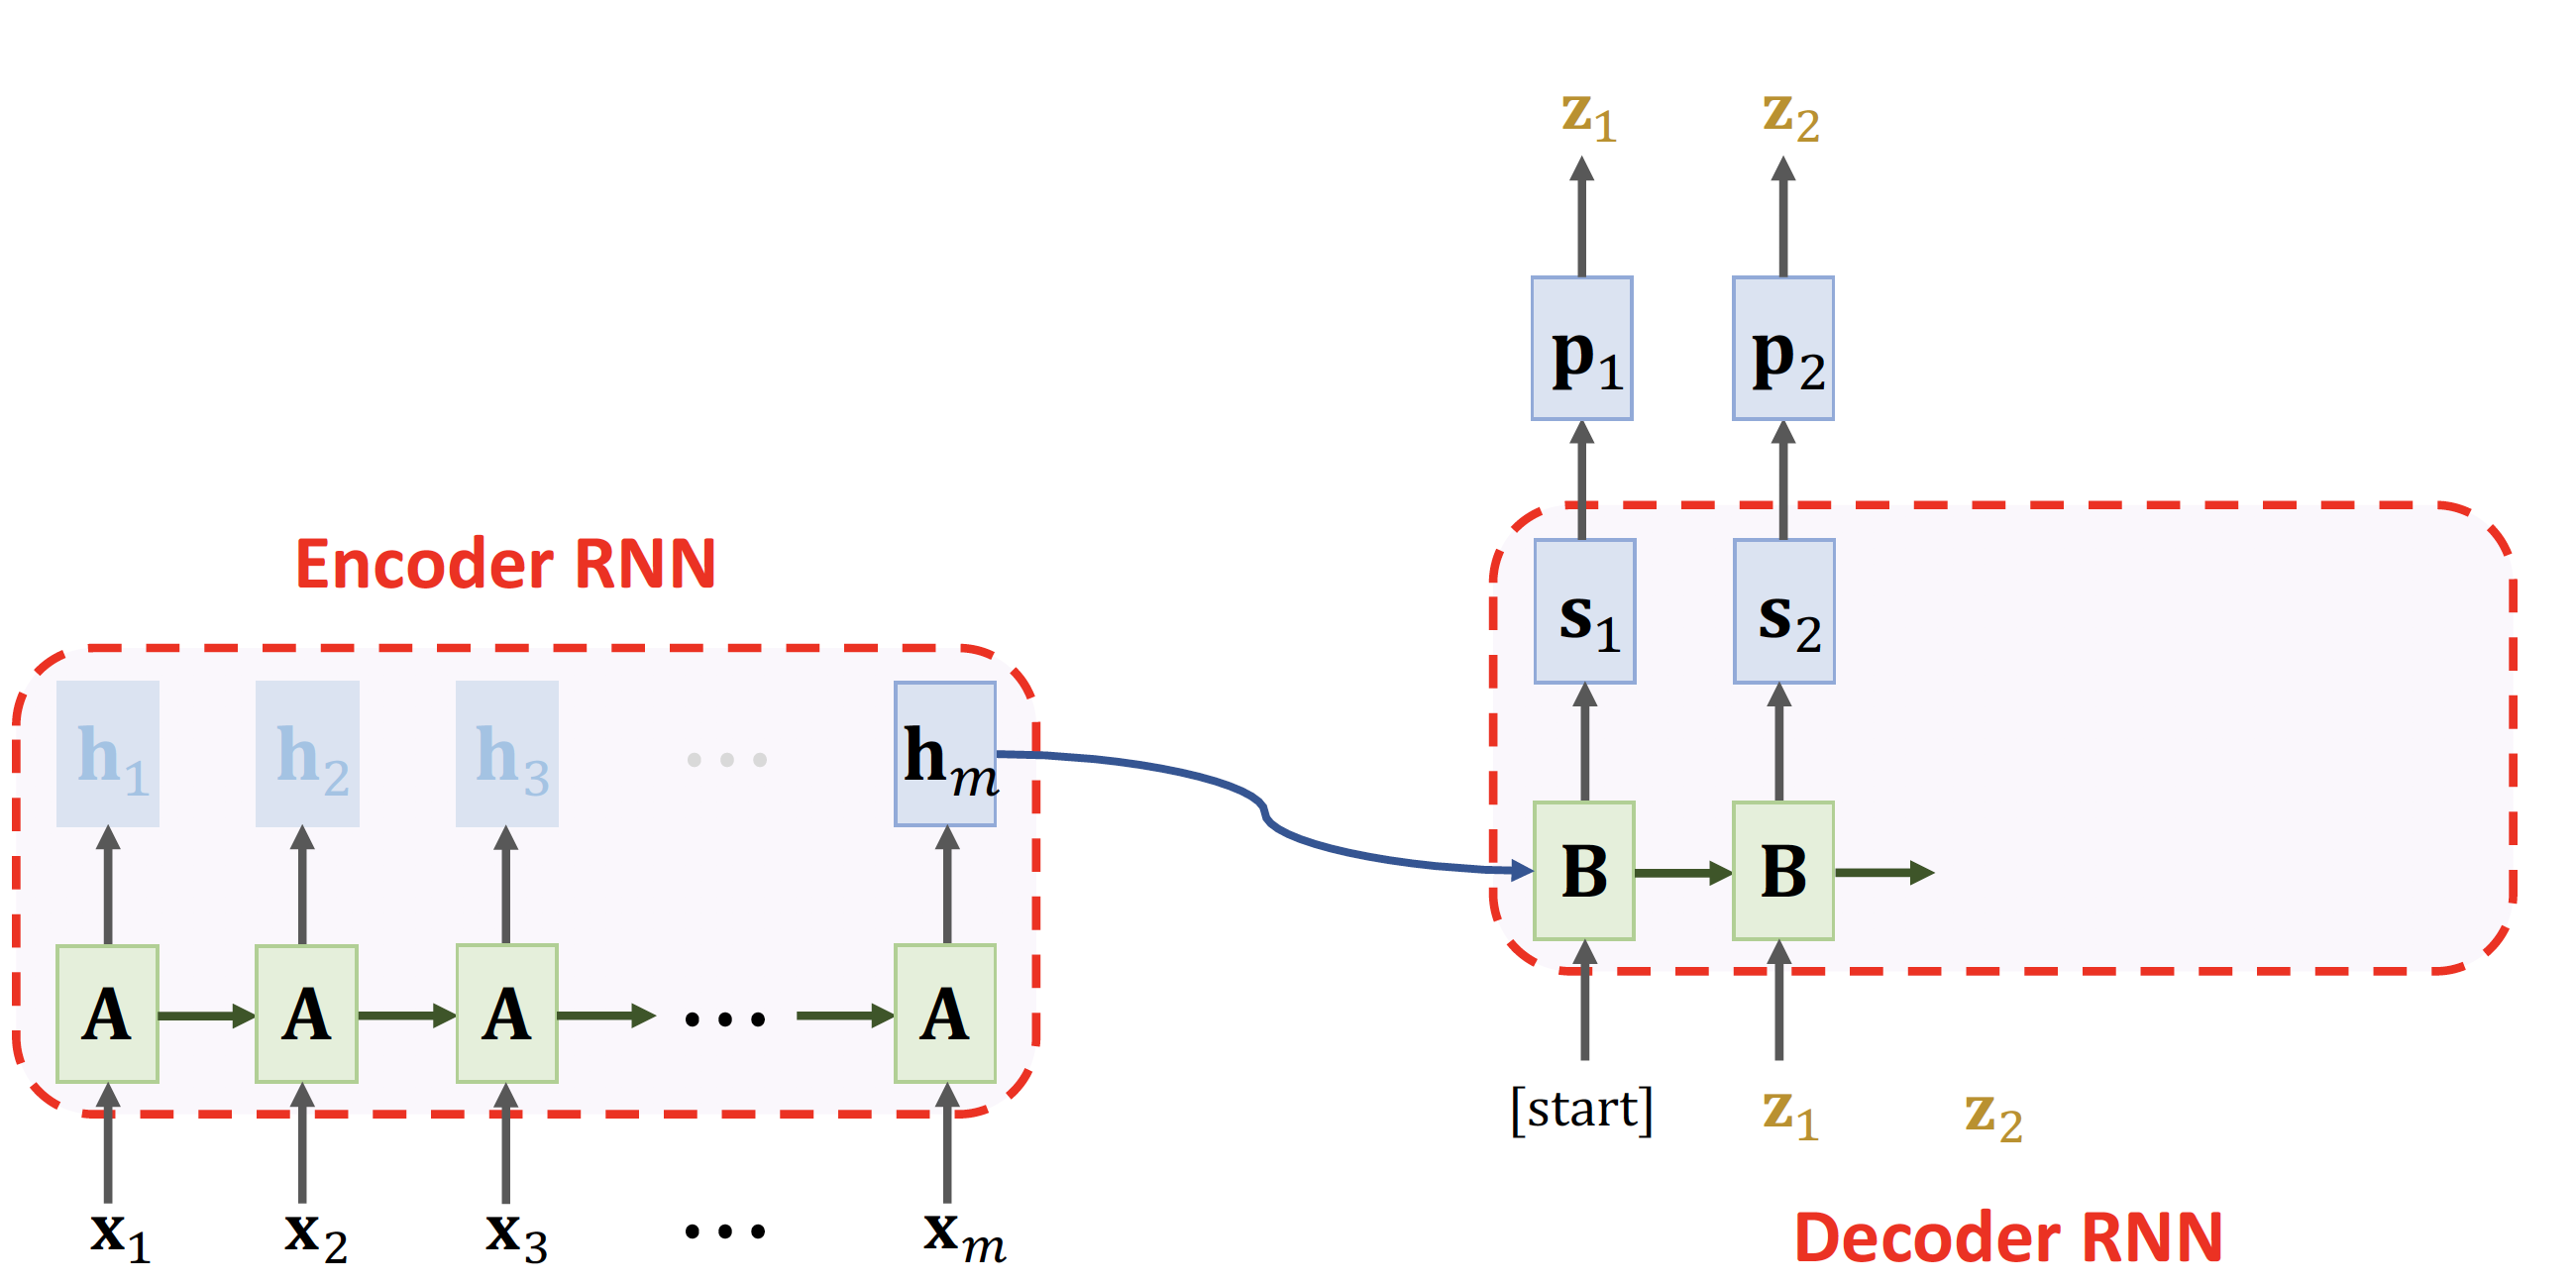 z1 z2
p1 p2
Encoder RNN
s1 s2
h1 h2 h3 ... hm
B B
A A A ... A
[start] z1 z2
x1 x2 x3 ... xm
Decoder RNN